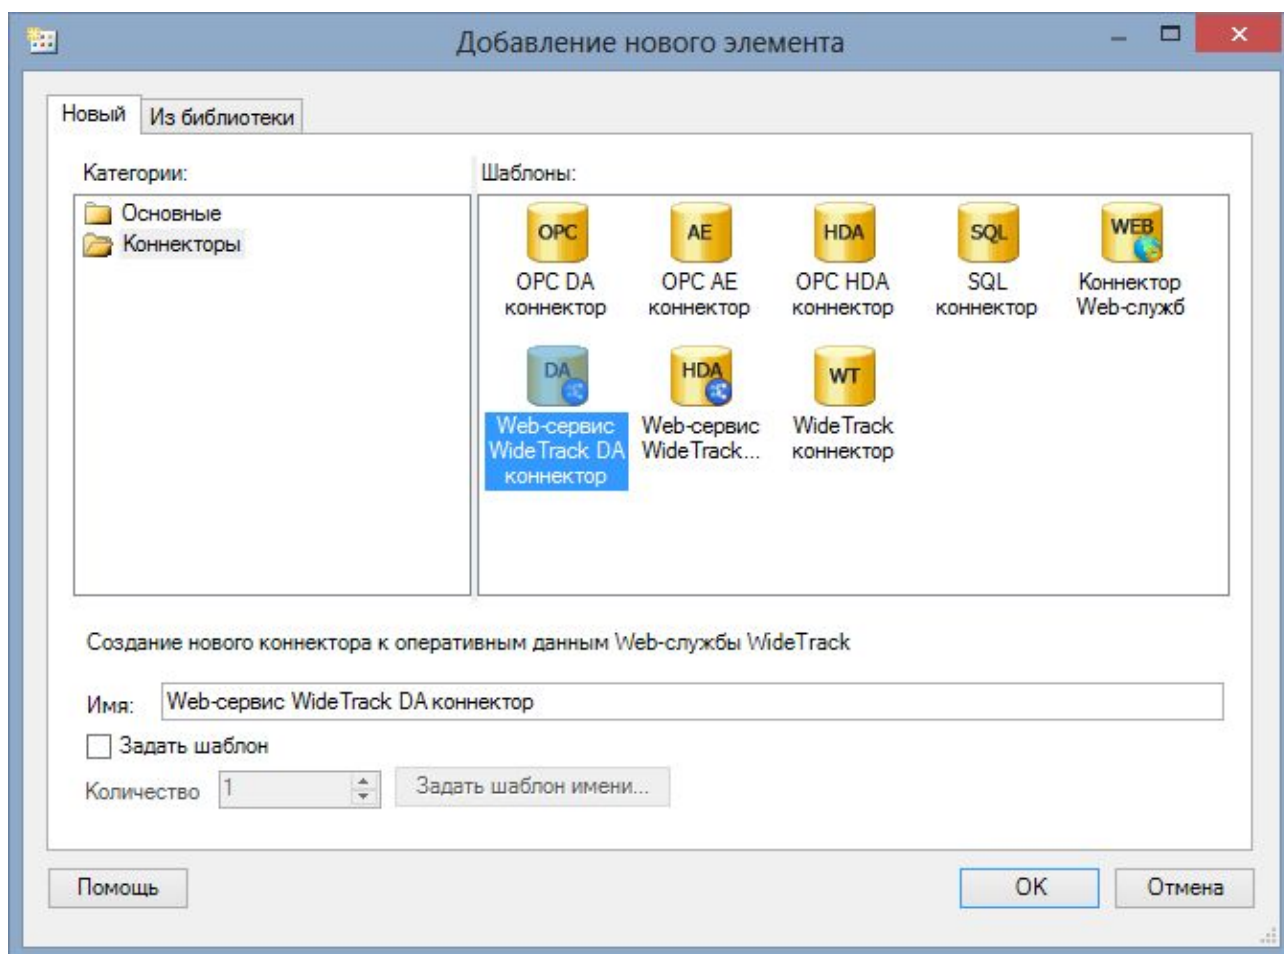 Добавление нового элемента
Новый
Из библиотеки
Категории:
Шаблоны:
Основные
Коннекторы
OPC
AE
HDA
SQL
WEB
OPC DA
коннектор
OPC AE
коннектор
OPC HDA
коннектор
SQL
коннектор
Коннектор
Web-служб
DA
HDA
WT
Web-сервис
WideTrack DA
коннектор
Web-сервис
WideTrack...
WideTrack
коннектор
Создание нового коннектора к оперативным данным Web-службы WideTrack
Имя:
Web-сервис WideTrack DA коннектор
Задать шаблон
Количество
1
Задать шаблон имени...
Помощь
OK
Отмена